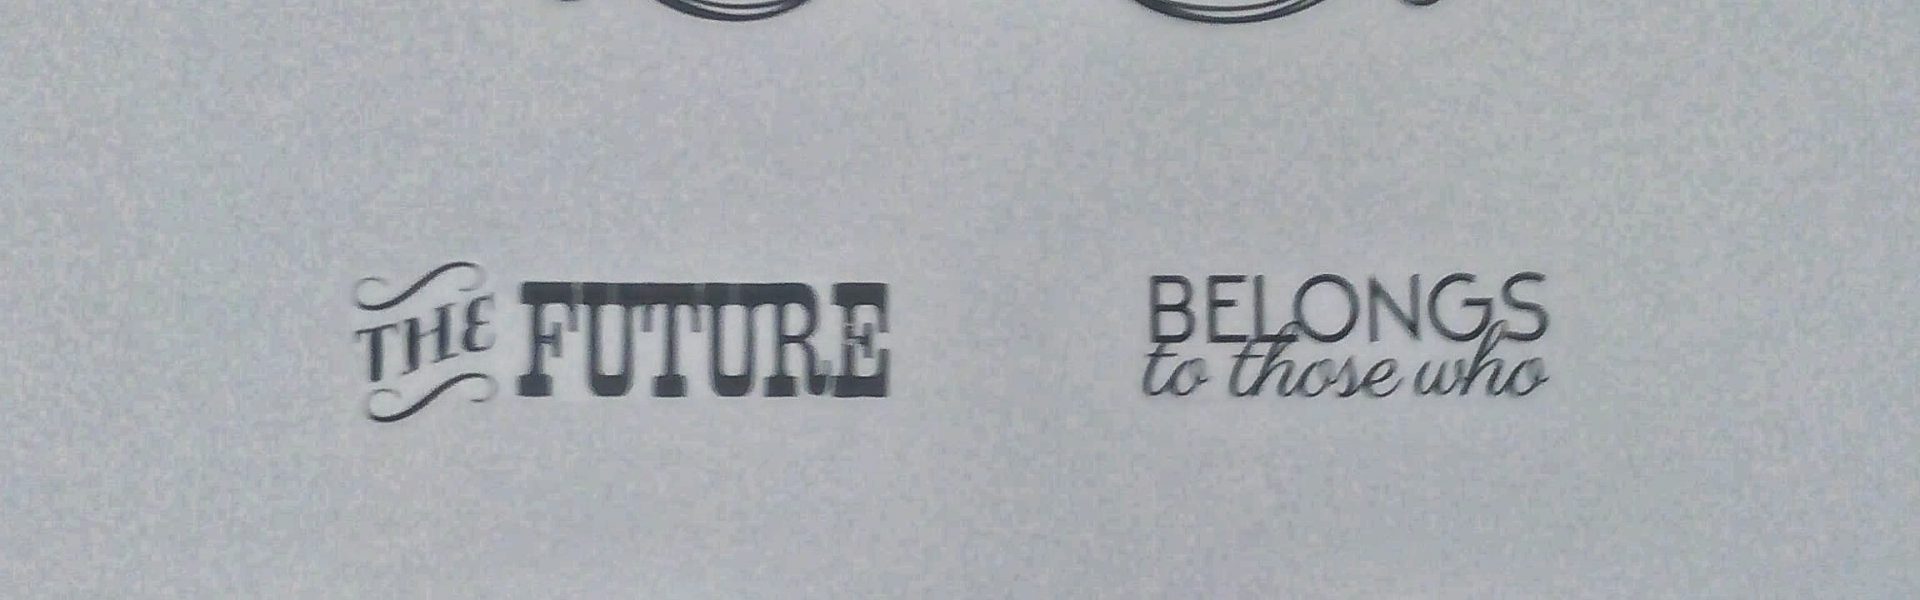 THE FUTURE
BELONGS
to those who